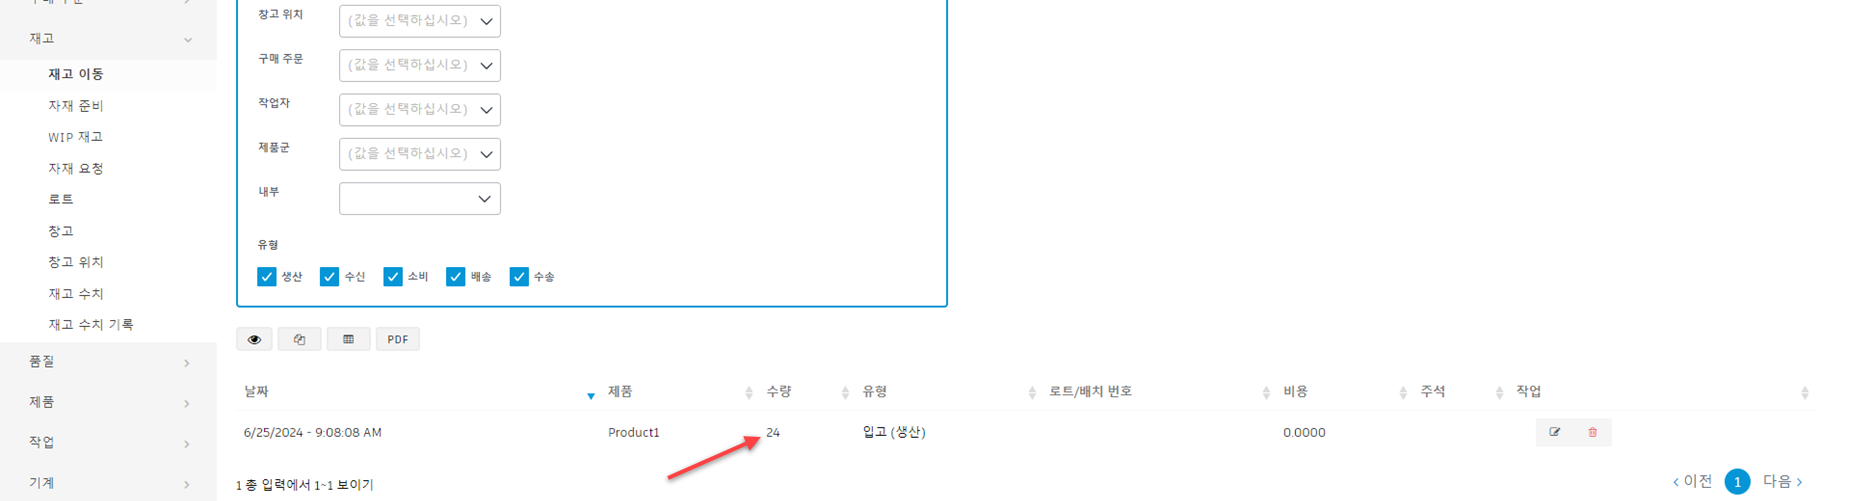 재고
재고 이동
자재 준비
WIP 재고
자재 요청
로트
창고
창고 위치
재고 수치
재고 수치 기록
품질
제품
작업
기계
창고 위치 (값을 선택하십시오)
구매 주문 (값을 선택하십시오)
작업자 (값을 선택하십시오)
제품군 (값을 선택하십시오)
내부
유형
생산 수신 소비 배송 수송
PDF
날짜 제품 수량 유형 로트/배치 번호 비용 주석 작업
6/25/2024 - 9:08:08 AM Product1 24 입고 (생산) 0.0000
1 총 입력에서 1~1 보이기
이전 1 다음